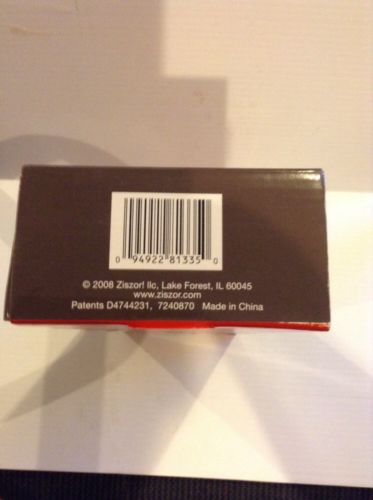 0 94922 81335 0
© 2008 Ziszor! llc, Lake Forest, IL 60045
www.ziszor.com
Patents D4744231, 7240870 Made in China